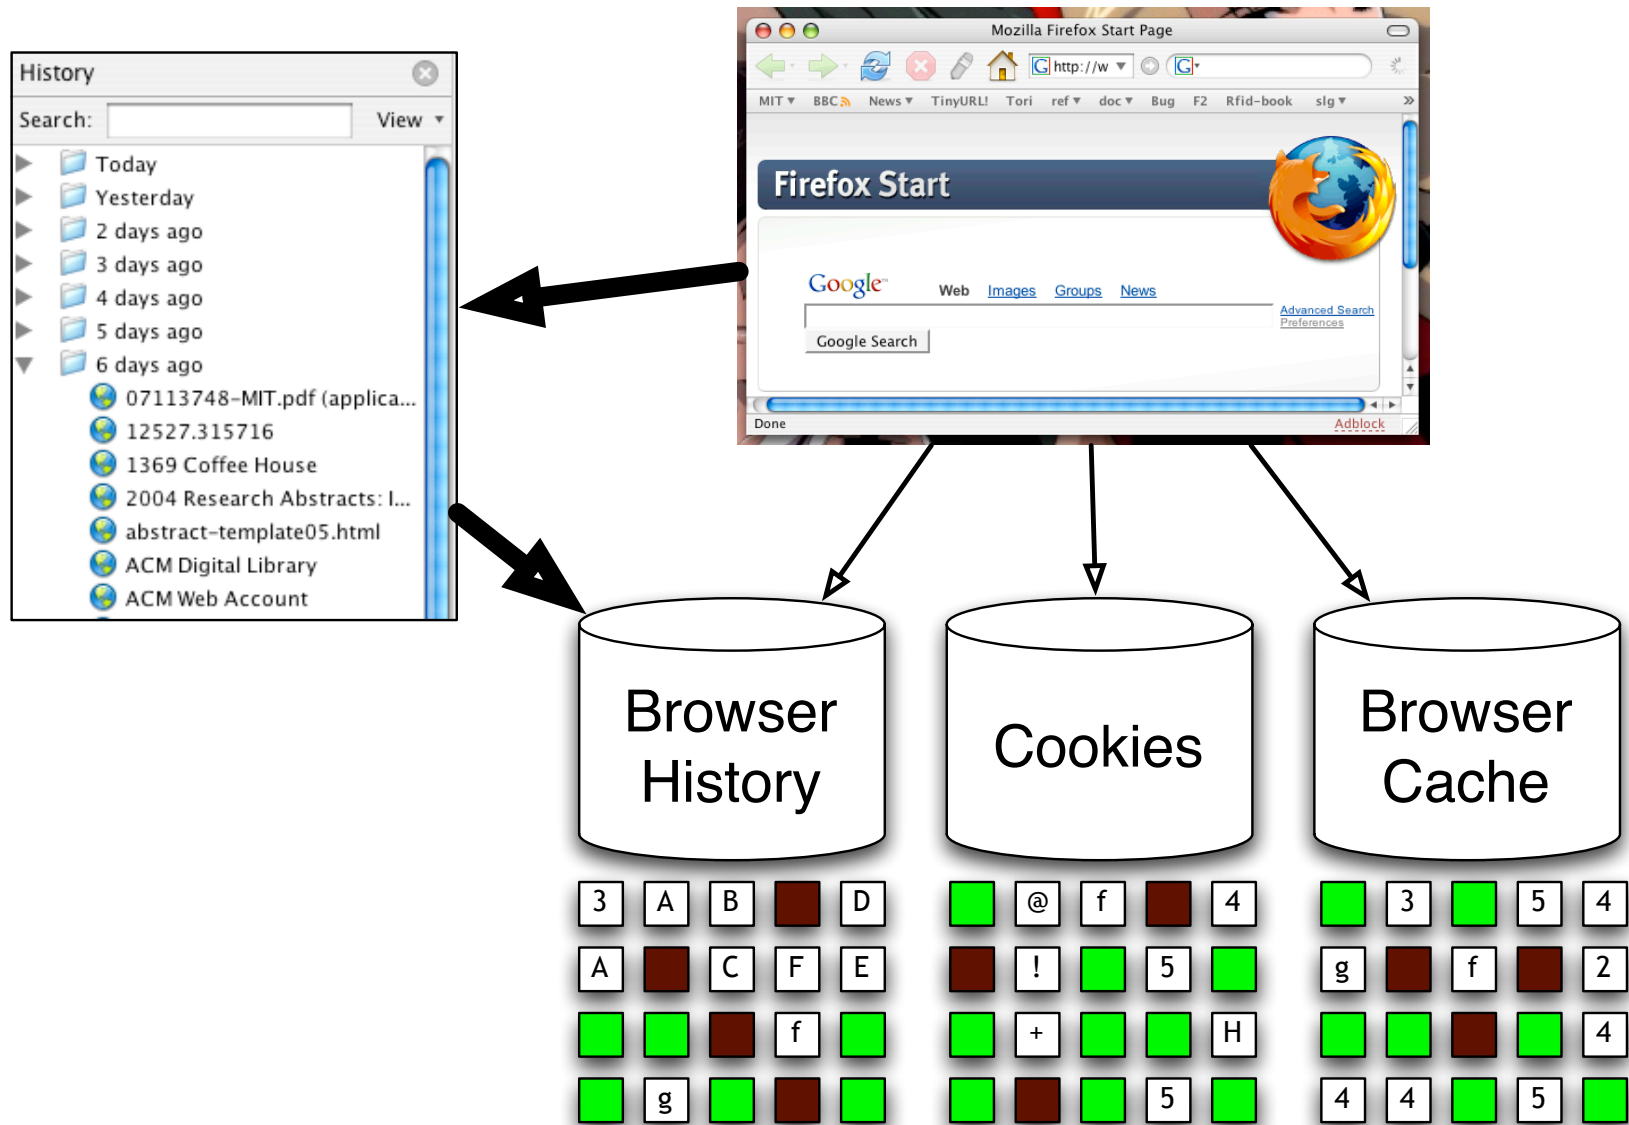 History
Search:
View
Today
Yesterday
2 days ago
3 days ago
4 days ago
5 days ago
6 days ago
07113748-MIT.pdf (applica...
12527.315716
1369 Coffee House
2004 Research Abstracts: I...
abstract-template05.html
ACM Digital Library
ACM Web Account
Mozilla Firefox Start Page
G http://w G
MIT BBC News TinyURL! Tori ref doc Bug F2 Rfid-book slg »
Firefox Start
Google™ Web Images Groups News
Advanced Search
Preferences
Google Search
Done Adblock
Browser History
Cookies
Browser Cache
3 A B D
A C F E
f
g
@ f 4
! 5
+ H
5
3 5 4
g f 2
4
4 4 5